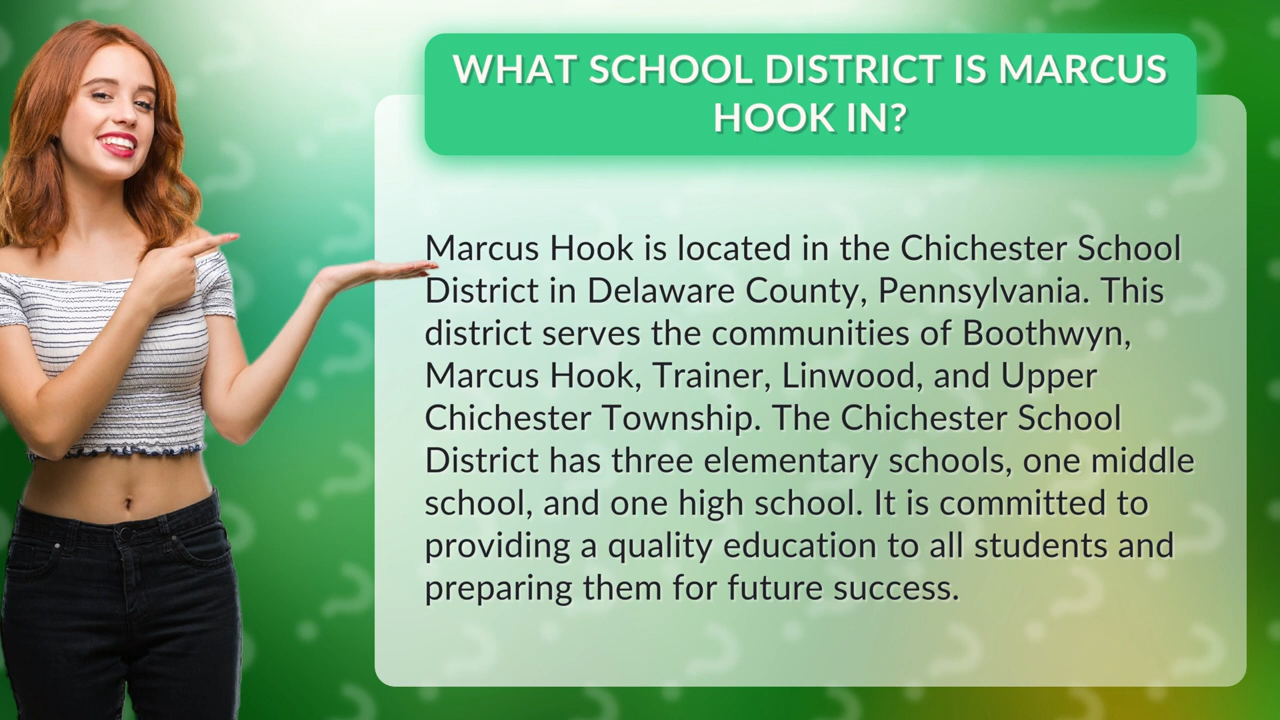 WHAT SCHOOL DISTRICT IS MARCUS
HOOK IN?
Marcus Hook is located in the Chichester School
District in Delaware County, Pennsylvania. This
district serves the communities of Boothwyn,
Marcus Hook, Trainer, Linwood, and Upper
Chichester Township. The Chichester School
District has three elementary schools, one middle
school, and one high school. It is committed to
providing a quality education to all students and
preparing them for future success.